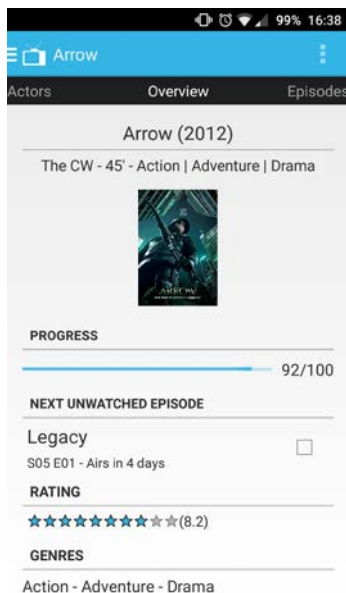 99% 16:38
Arrow
Actors Overview Episodes
Arrow (2012)
The CW - 45' - Action | Adventure | Drama
ARROW
PROGRESS
92/100
NEXT UNWATCHED EPISODE
Legacy
S05 E01 - Airs in 4 days
RATING
(8.2)
GENRES
Action - Adventure - Drama